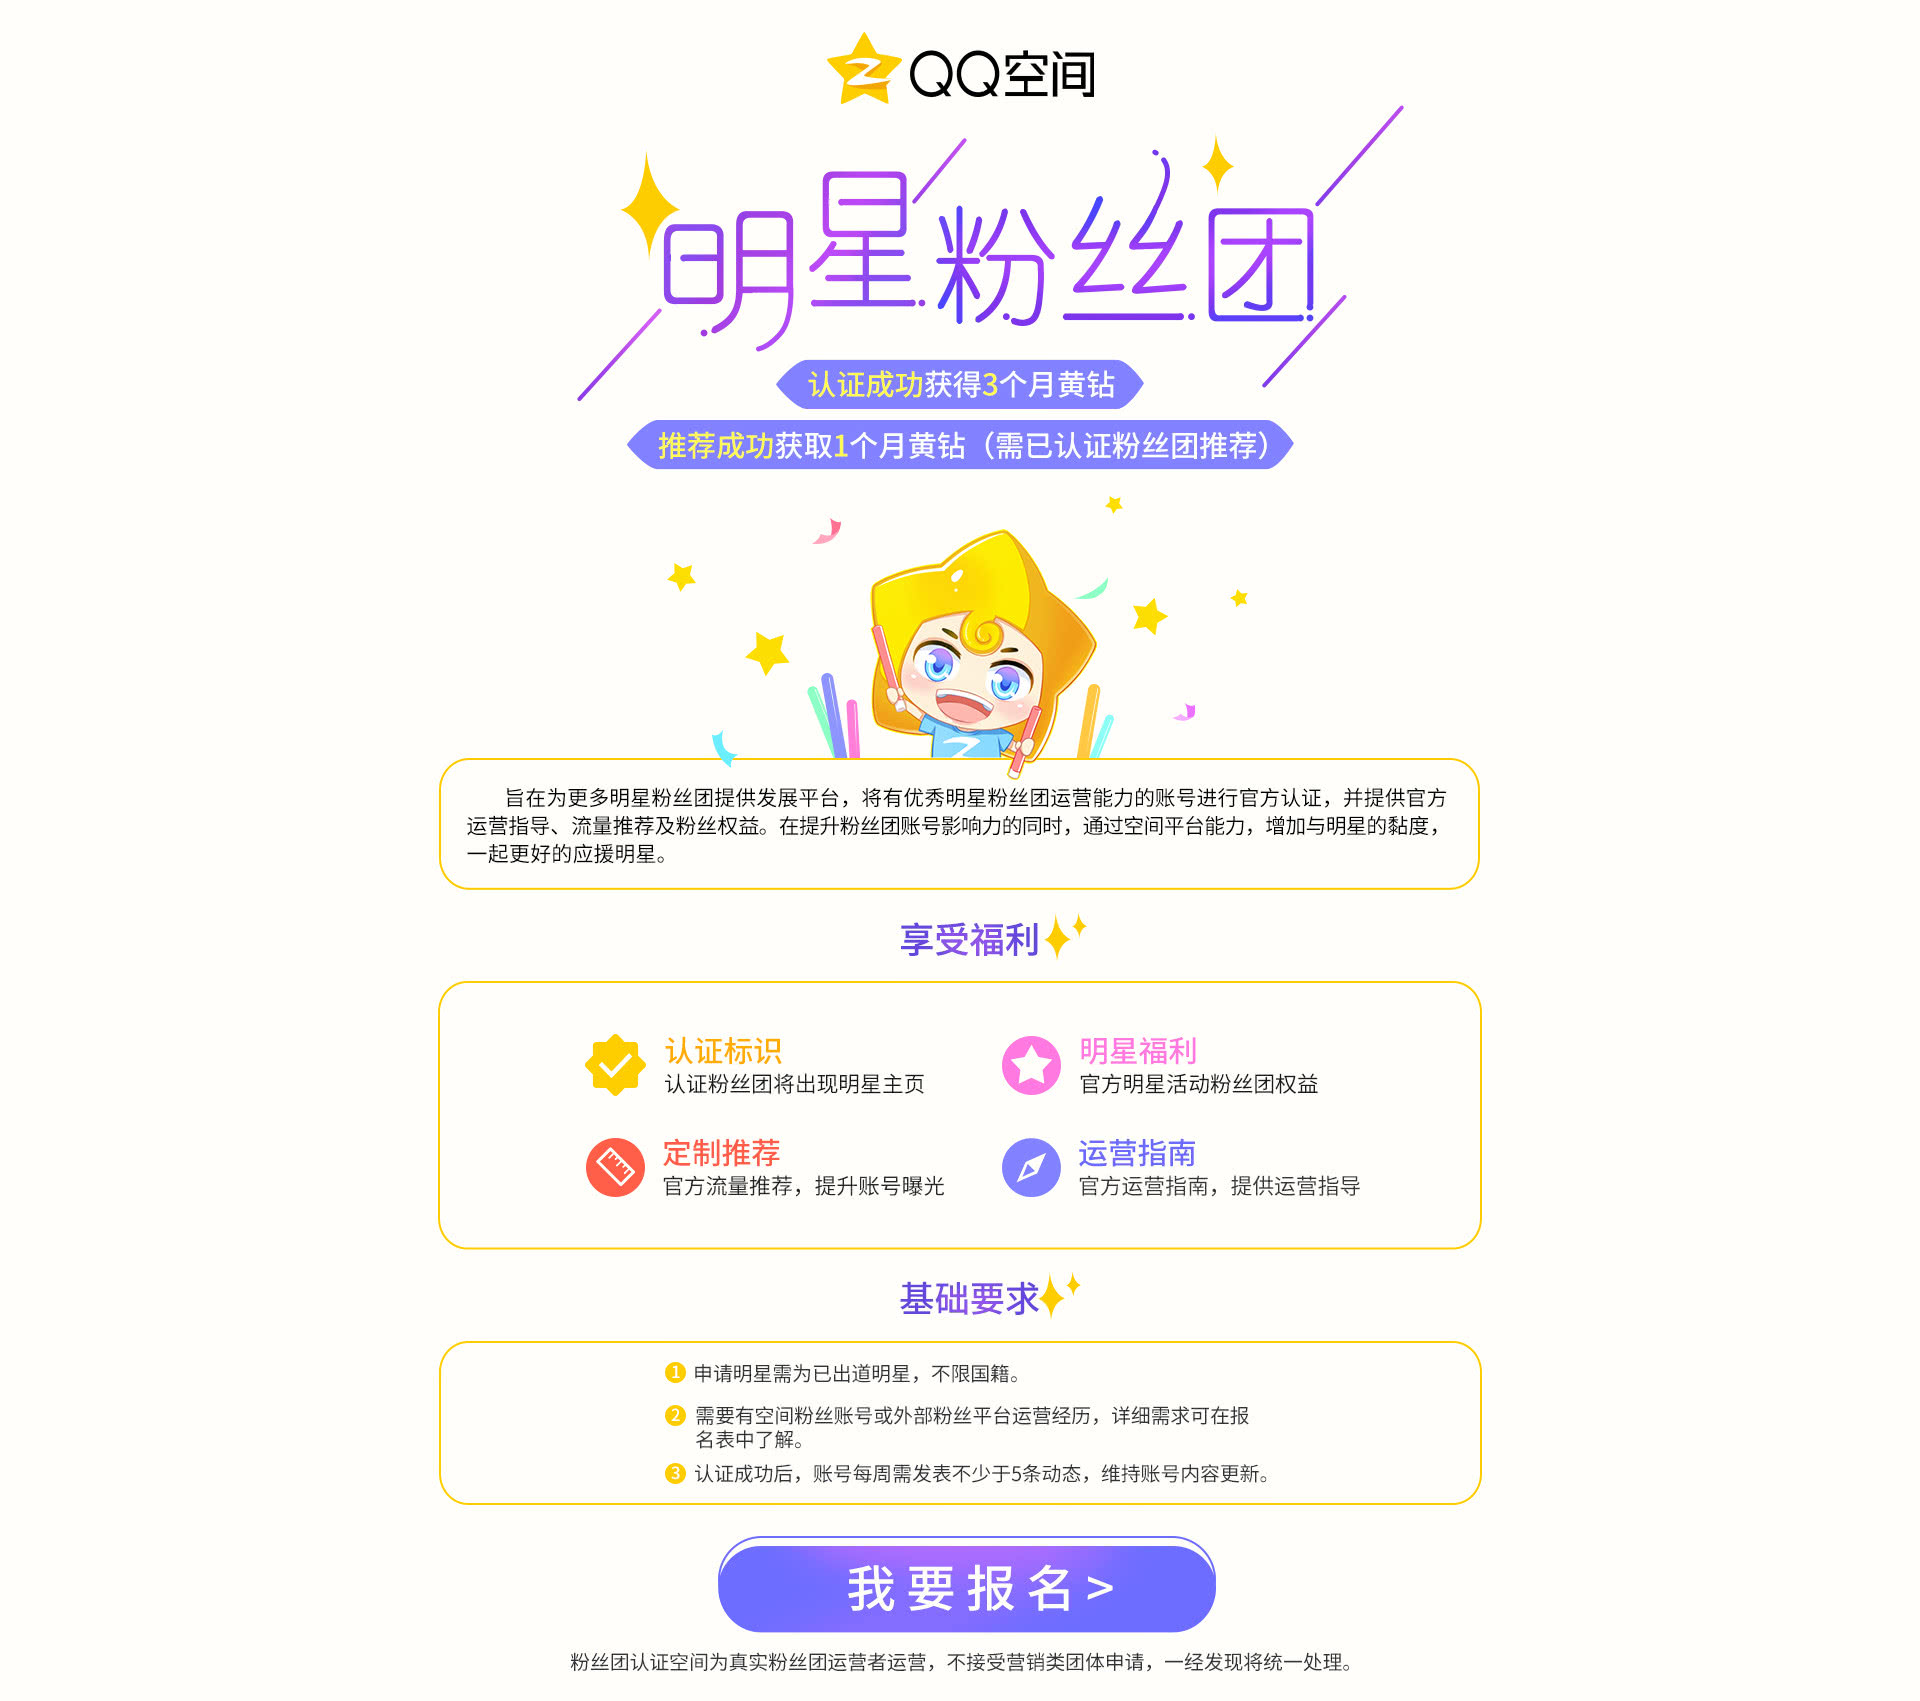 QQ空间
明星粉丝团
认证成功获得3个月黄钻
推荐成功获取1个月黄钻（需已认证粉丝团推荐）
旨在为更多明星粉丝团提供发展平台，将有优秀明星粉丝团运营能力的账号进行官方认证，并提供官方
运营指导、流量推荐及粉丝权益。在提升粉丝团账号影响力的同时，通过空间平台能力，增加与明星的黏度，
一起更好的应援明星。
享受福利
认证标识
认证粉丝团将出现明星主页
明星福利
官方明星活动粉丝团权益
定制推荐
官方流量推荐，提升账号曝光
运营指南
官方运营指南，提供运营指导
基础要求
1 申请明星需为已出道明星，不限国籍。
2 需要有空间粉丝账号或外部粉丝平台运营经历，详细需求可在报
名表中了解。
3 认证成功后，账号每周需发表不少于5条动态，维持账号内容更新。
我要报名>
粉丝团认证空间为真实粉丝团运营者运营，不接受营销类团体申请，一经发现将统一处理。